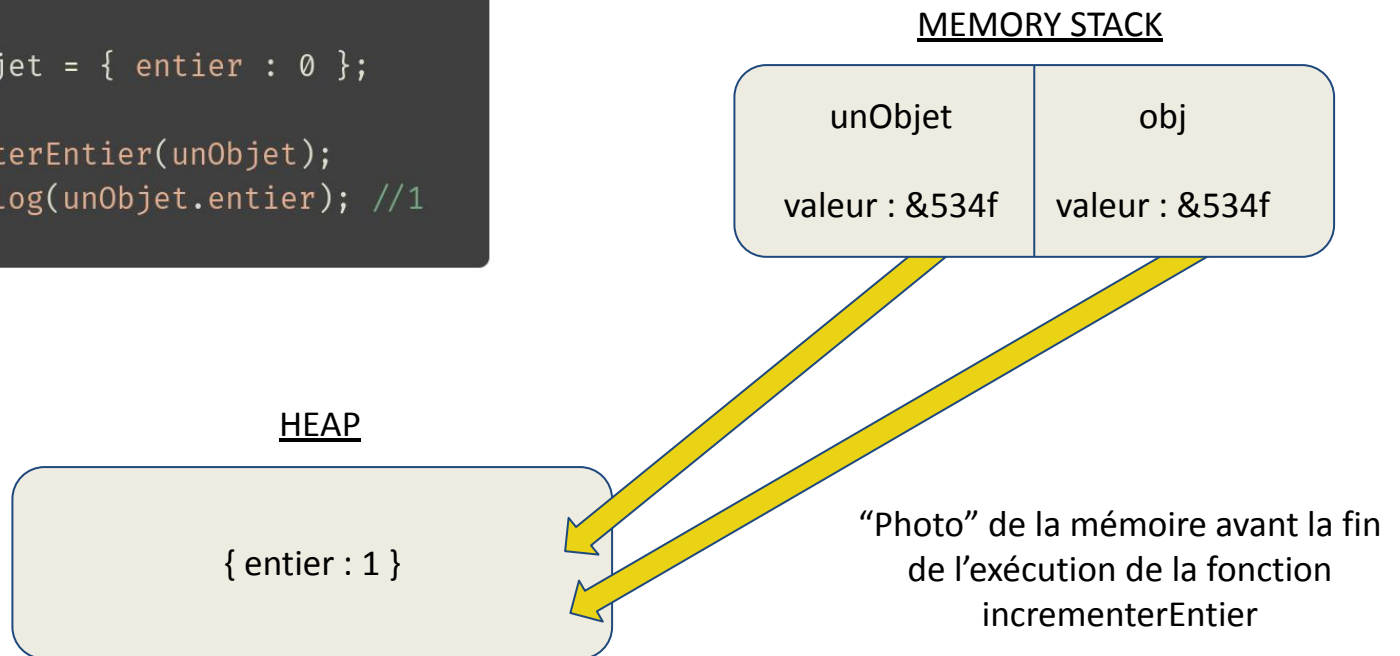 jet = { entier : 0 };
terEntier(unObjet);
log(unObjet.entier); //1
MEMORY STACK
unObjet
obj
valeur : &534f
valeur : &534f
HEAP
{ entier : 1 }
“Photo” de la mémoire avant la fin
de l’exécution de la fonction
incrementerEntier